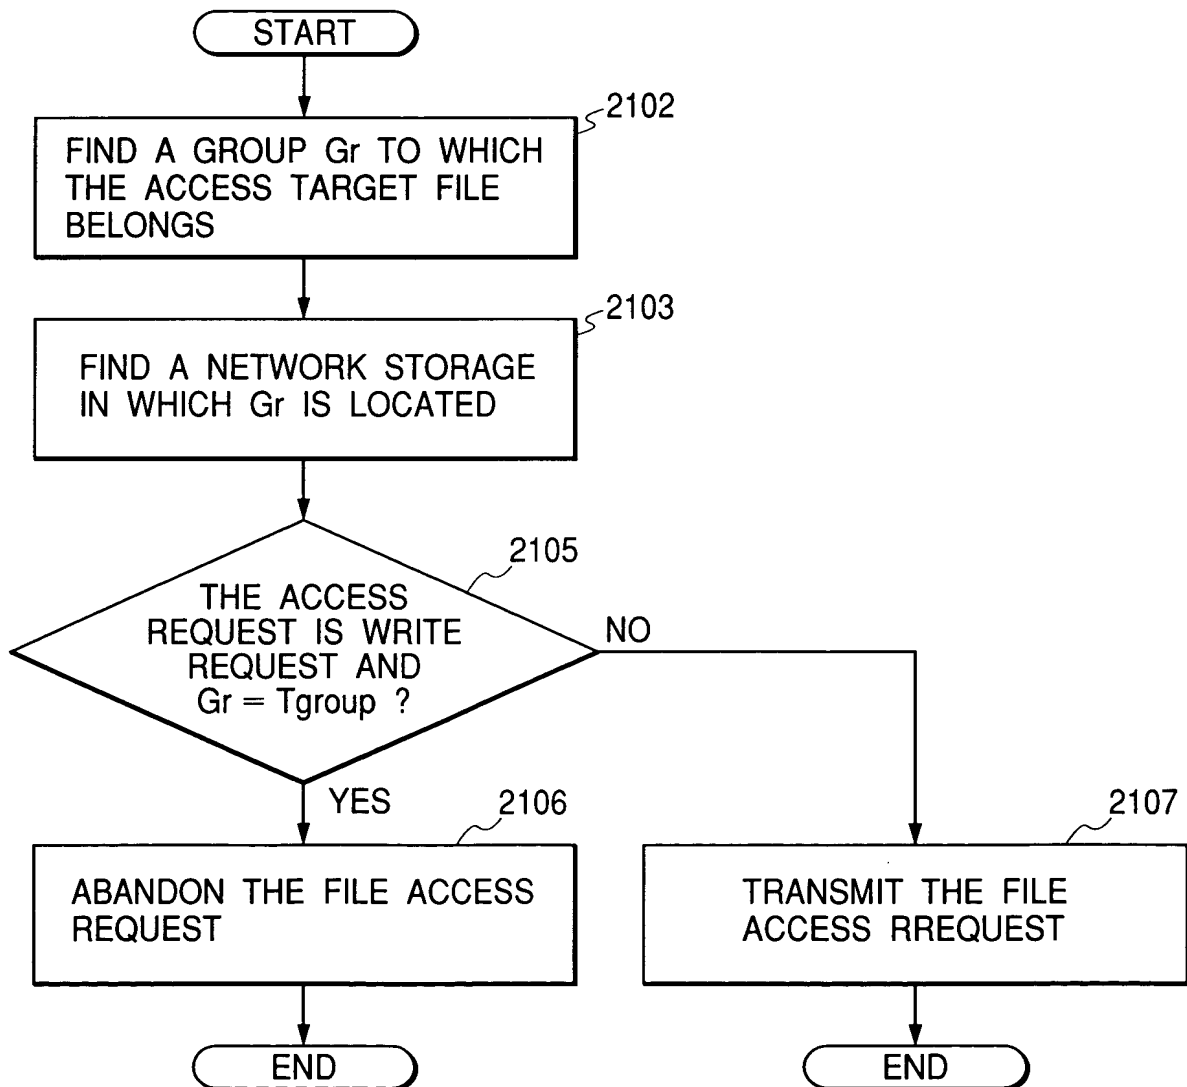 START
2102
FIND A GROUP Gr TO WHICH
THE ACCESS TARGET FILE
BELONGS
2103
FIND A NETWORK STORAGE
IN WHICH Gr IS LOCATED
2105
THE ACCESS
REQUEST IS WRITE
REQUEST AND
Gr = Tgroup ?
NO
YES
2106
ABANDON THE FILE ACCESS
REQUEST
2107
TRANSMIT THE FILE
ACCESS RREQUEST
END
END